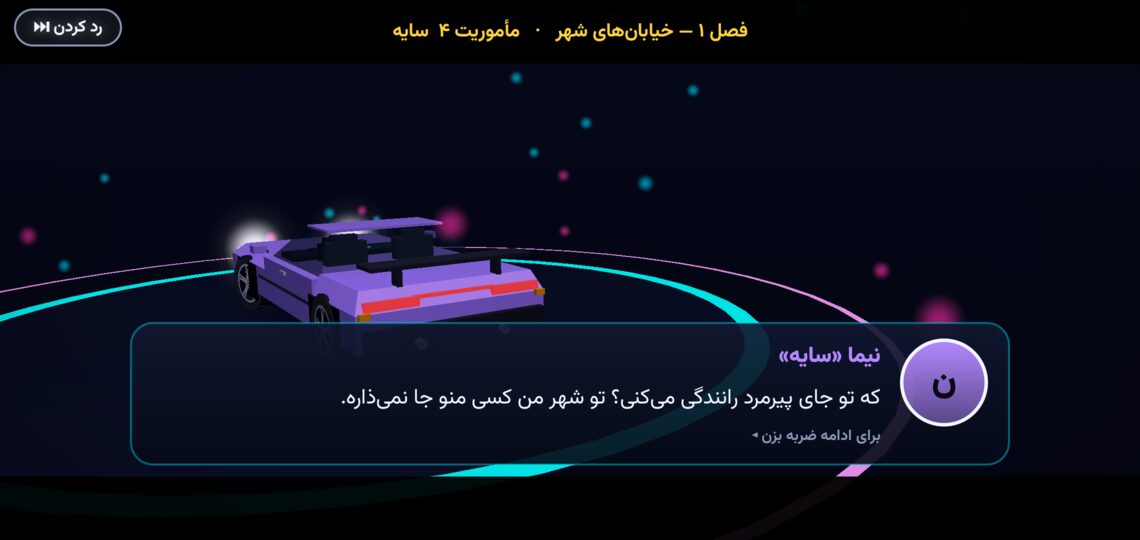 رد کردن ⏭
فصل ۱ — خیابان‌های شهر · مأموریت ۴ سایه
نیما «سایه»
ن
که تو جای پیرمرد رانندگی می‌کنی؟ تو شهر من کسی منو جا نمی‌ذاره.
برای ادامه ضربه بزن ◂